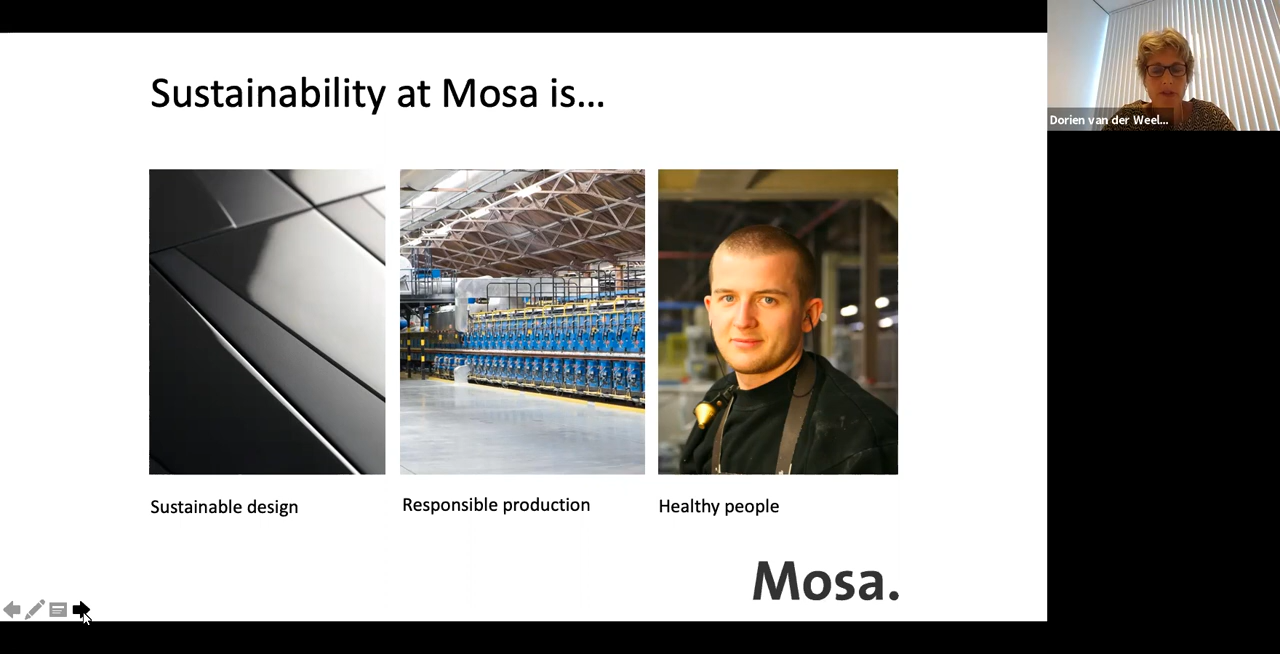 Sustainability at Mosa is...
Dorien van der Weel...
Sustainable design
Responsible production
Healthy people
Mosa.